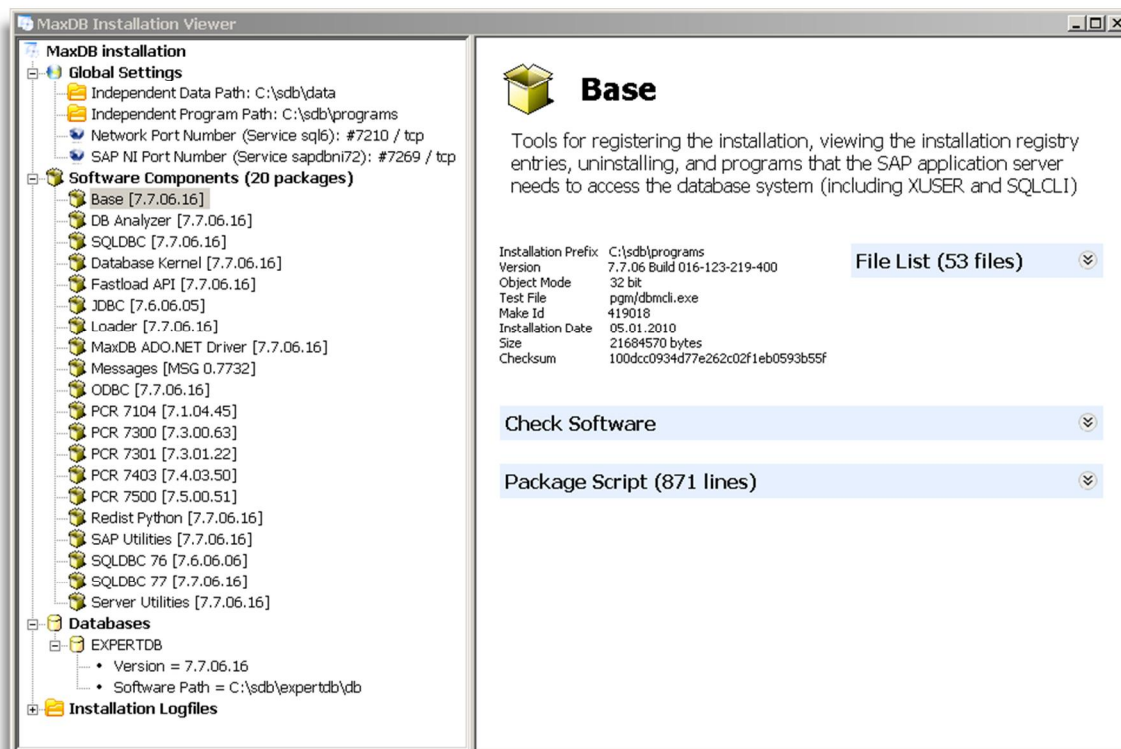 MaxDB Installation Viewer
MaxDB installation
Global Settings
Independent Data Path: C:\sdb\data
Independent Program Path: C:\sdb\programs
Network Port Number (Service sql6): #7210 / tcp
SAP NI Port Number (Service sapdbni72): #7269 / tcp
Software Components (20 packages)
Base [7.7.06.16]
DB Analyzer [7.7.06.16]
SQLDBC [7.7.06.16]
Database Kernel [7.7.06.16]
Fastload API [7.7.06.16]
JDBC [7.6.06.05]
Loader [7.7.06.16]
MaxDB ADO.NET Driver [7.7.06.16]
Messages [MSG 0.7732]
ODBC [7.7.06.16]
PCR 7104 [7.1.04.45]
PCR 7300 [7.3.00.63]
PCR 7301 [7.3.01.22]
PCR 7403 [7.4.03.50]
PCR 7500 [7.5.00.51]
Redist Python [7.7.06.16]
SAP Utilities [7.7.06.16]
SQLDBC 76 [7.6.06.06]
SQLDBC 77 [7.7.06.16]
Server Utilities [7.7.06.16]
Databases
EXPERTDB
• Version = 7.7.06.16
• Software Path = C:\sdb\expertdb\db
Installation Logfiles
Base
Tools for registering the installation, viewing the installation registry
entries, uninstalling, and programs that the SAP application server
needs to access the database system (including XUSER and SQLCLI)
Installation Prefix C:\sdb\programs
Version 7.7.06 Build 016-123-219-400
Object Mode 32 bit
Test File pgm/dbmcli.exe
Make Id 419018
Installation Date 05.01.2010
Size 21684570 bytes
Checksum 100dcc0934d77e262c02f1eb0593b55f
File List (53 files)
Check Software
Package Script (871 lines)